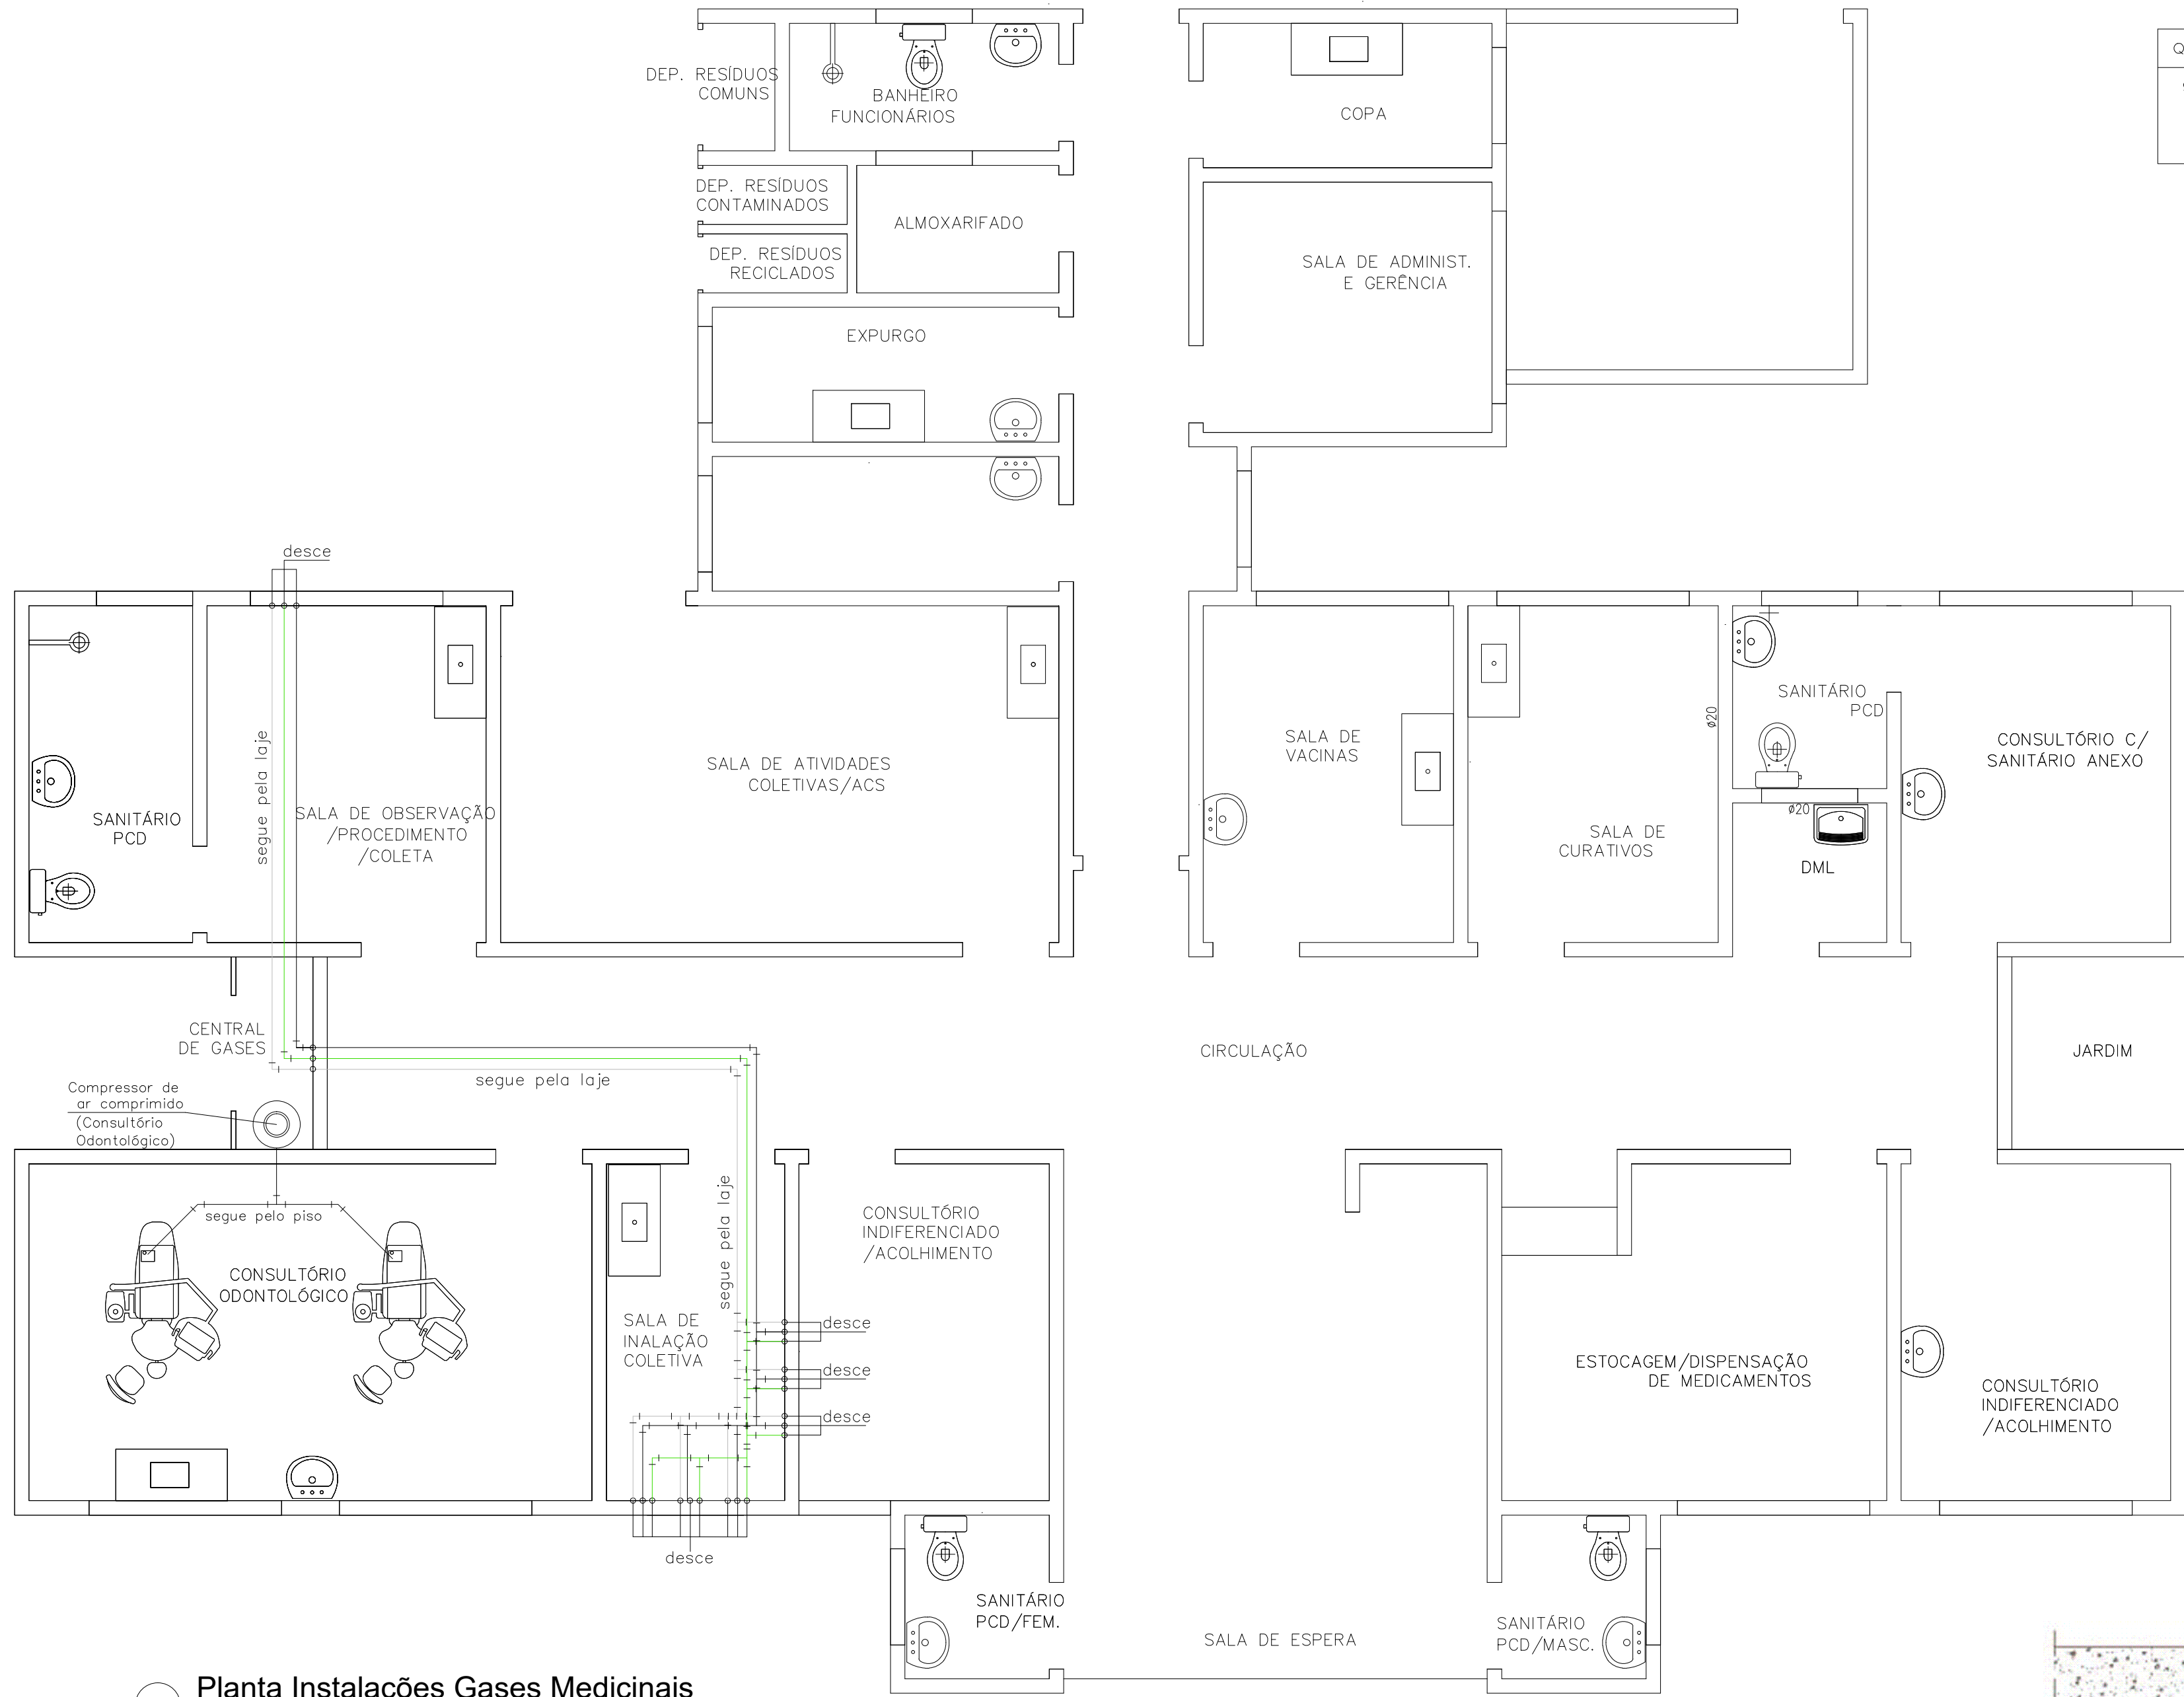 DEP. RESÍDUOS
COMUNS
BANHEIRO
FUNCIONÁRIOS
COPA
DEP. RESÍDUOS
CONTAMINADOS
ALMOXARIFADO
DEP. RESÍDUOS
RECICLADOS
SALA DE ADMINIST.
E GERÊNCIA
EXPURGO
desce
segue pela laje
SANITÁRIO
PCD
SALA DE OBSERVAÇÃO
/PROCEDIMENTO
/COLETA
SALA DE ATIVIDADES
COLETIVAS/ACS
SALA DE
VACINAS
ø20
SALA DE
CURATIVOS
SANITÁRIO
PCD
ø20
DML
CONSULTÓRIO C/
SANITÁRIO ANEXO
CENTRAL
DE GASES
segue pela laje
CIRCULAÇÃO
JARDIM
Compressor de
ar comprimido
(Consultório
Odontológico)
segue pelo piso
CONSULTÓRIO
ODONTOLÓGICO
segue pela laje
SALA DE
INALAÇÃO
COLETIVA
CONSULTÓRIO
INDIFERENCIADO
/ACOLHIMENTO
desce
desce
desce
desce
ESTOCAGEM/DISPENSAÇÃO
DE MEDICAMENTOS
CONSULTÓRIO
INDIFERENCIADO
/ACOLHIMENTO
SANITÁRIO
PCD/FEM.
SALA DE ESPERA
SANITÁRIO
PCD/MASC.
Planta Instalações Gases Medicinais